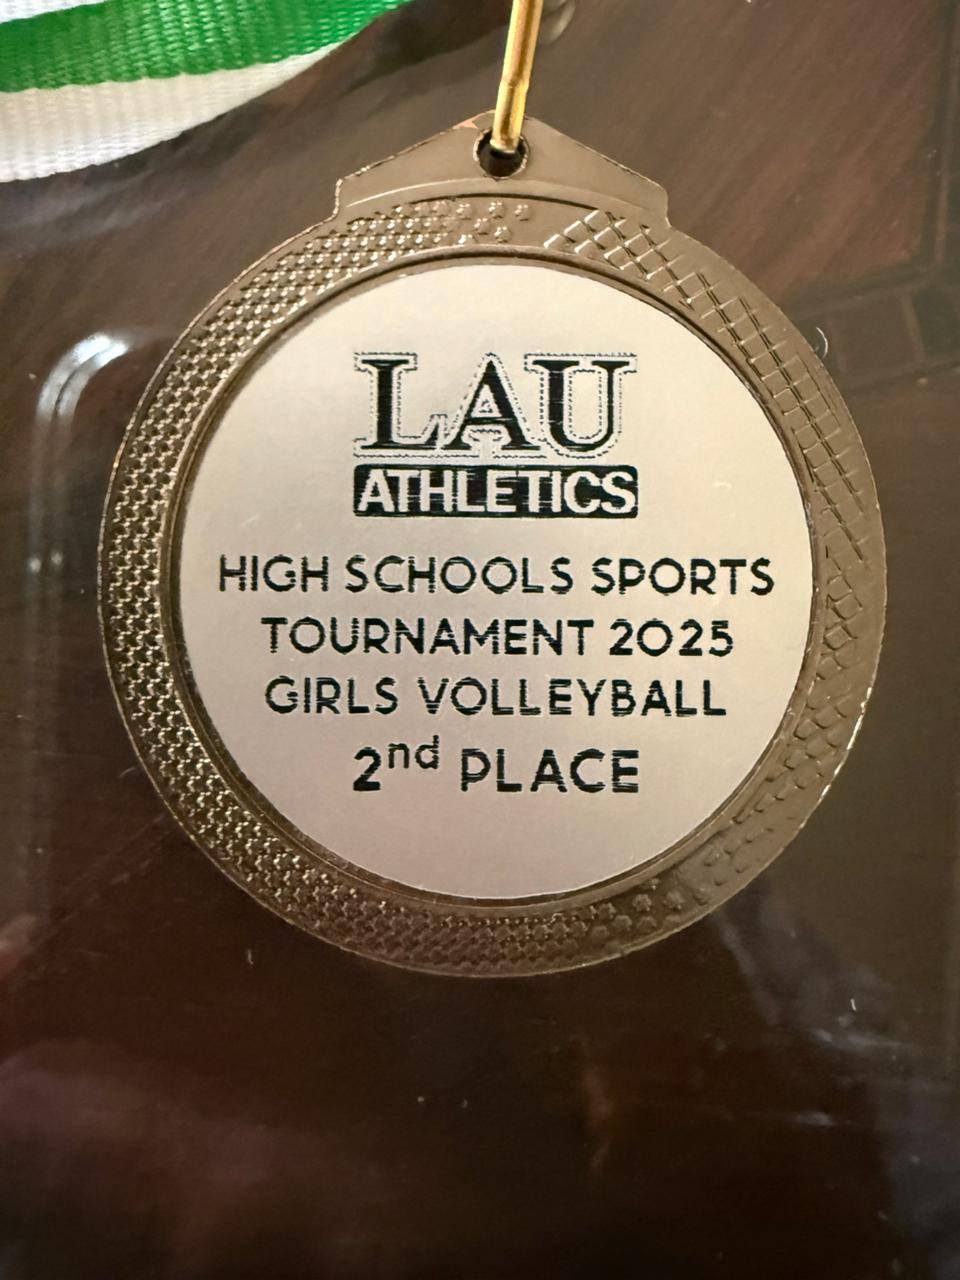 LAU
ATHLETICS
HIGH SCHOOLS SPORTS
TOURNAMENT 2025
GIRLS VOLLEYBALL
2nd PLACE